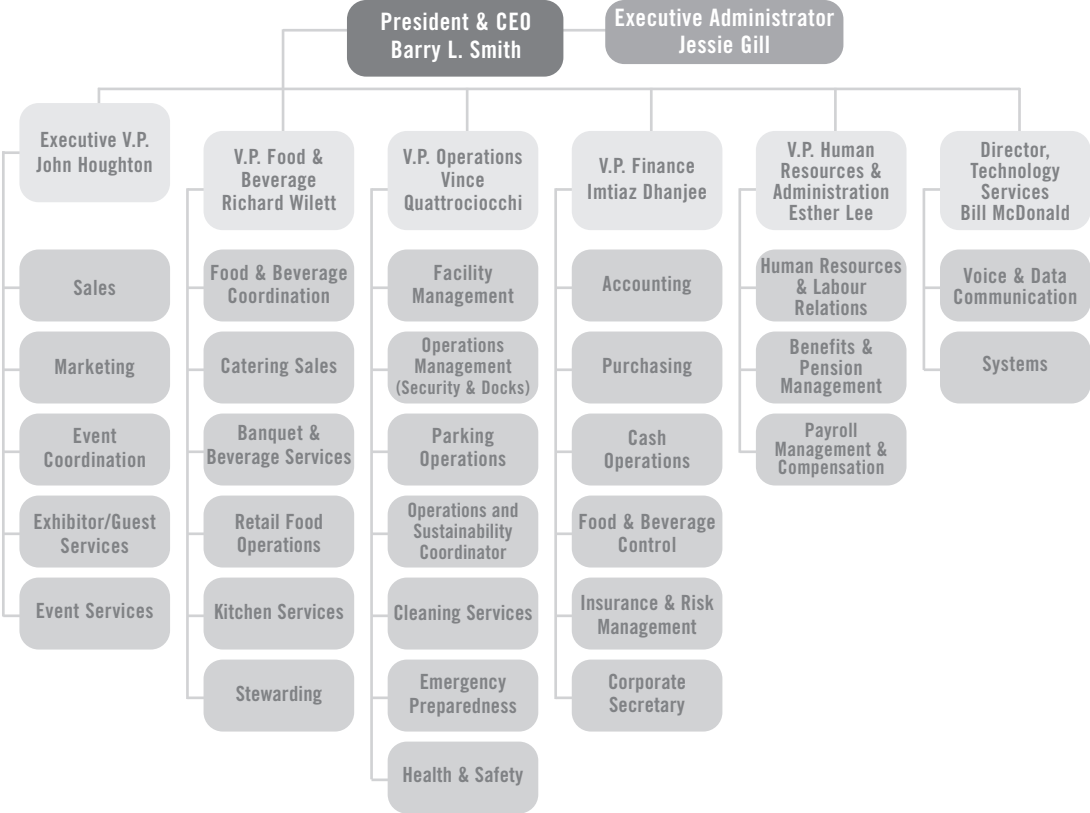 President & CEO
Barry L. Smith
Executive Administrator
Jessie Gill
Executive V.P.
John Houghton
Sales
Marketing
Event
Coordination
Exhibitor/Guest
Services
Event Services
V.P. Food &
Beverage
Richard Wilett
Food & Beverage
Coordination
Catering Sales
Banquet &
Beverage Services
Retail Food
Operations
Kitchen Services
Stewarding
V.P. Operations
Vince
Quattrociocchi
Facility
Management
Operations
Management
(Security & Docks)
Parking
Operations
Operations and
Sustainability
Coordinator
Cleaning Services
Emergency
Preparedness
Health & Safety
V.P. Finance
Imtiaz Dhanjee
Accounting
Purchasing
Cash
Operations
Food & Beverage
Control
Insurance & Risk
Management
Corporate
Secretary
V.P. Human
Resources &
Administration
Esther Lee
Human Resources
& Labour
Relations
Benefits &
Pension
Management
Payroll
Management &
Compensation
Director,
Technology
Services
Bill McDonald
Voice & Data
Communication
Systems